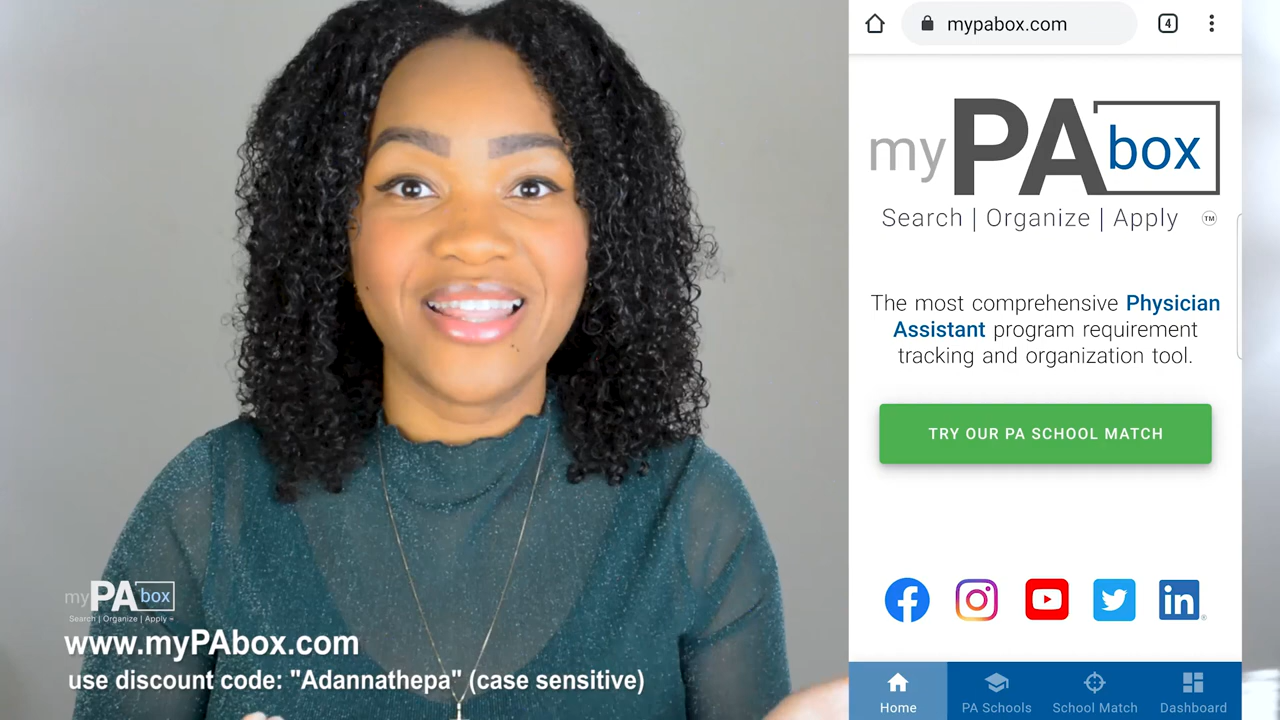 my PA box
Search | Organize | Apply ™
www.myPAbox.com
use discount code: "Adannathepa" (case sensitive)
mypabox.com
4
my PA box
Search | Organize | Apply TM
The most comprehensive Physician
Assistant program requirement
tracking and organization tool.
TRY OUR PA SCHOOL MATCH
f
in
®
Home
PA Schools
School Match
Dashboard